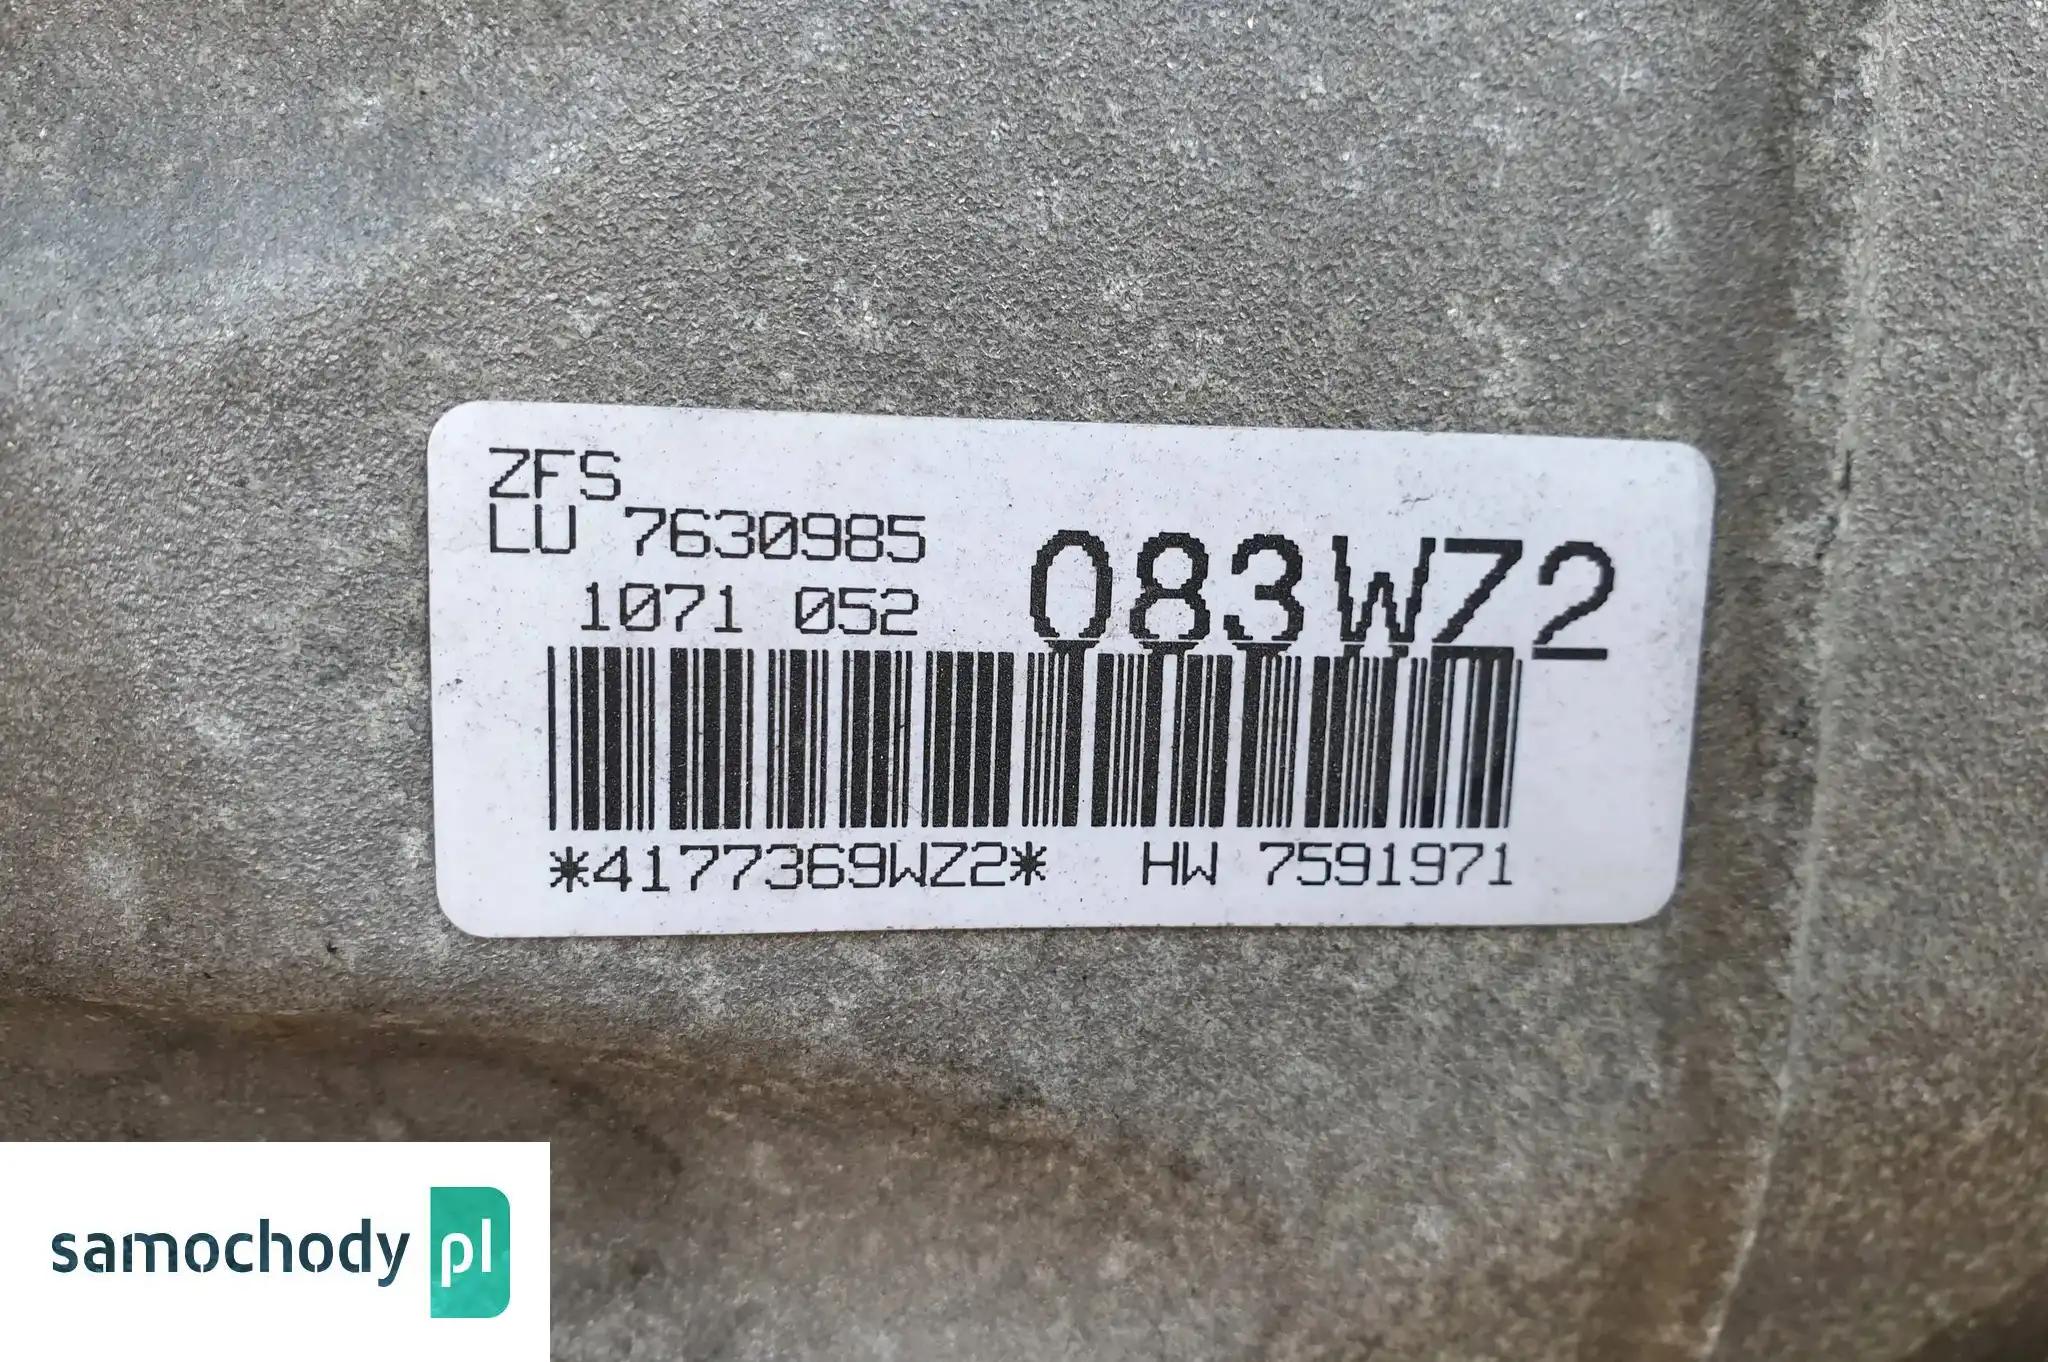 ZFS
LU 7630985
1071 052
083WZ2
*4177369WZ2* HW 7591971
samochody pl